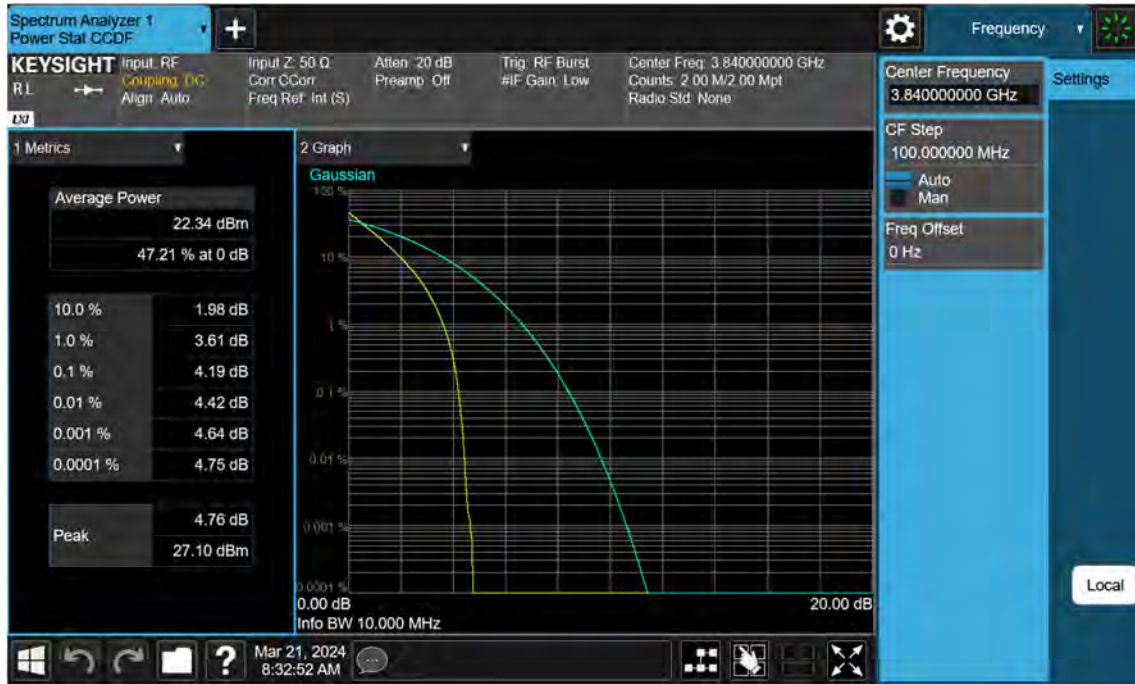 Spectrum Analyzer 1
Power Stat CCDF
Frequency
KEYSIGHT
RL
LXI
Input: RF
Coupling: DC
Align: Auto
Input Z: 50 Ω
Corr CCorr
Freq Ref: Int (S)
Atten: 20 dB
Preamp: Off
Trig: RF Burst
#IF Gain: Low
Center Freq: 3.840000000 GHz
Counts: 2.00 M/2.00 Mpt
Radio Std: None
Center Frequency
3.840000000 GHz
Settings
CF Step
100.000000 MHz
Auto
Man
Freq Offset
0 Hz
1 Metrics
Average Power
22.34 dBm
47.21 % at 0 dB
10.0 % 1.98 dB
1.0 % 3.61 dB
0.1 % 4.19 dB
0.01 % 4.42 dB
0.001 % 4.64 dB
0.0001 % 4.75 dB
Peak
4.76 dB
27.10 dBm
2 Graph
Gaussian
100 %
10 %
1 %
0.1 %
0.01 %
0.001 %
0.0001 %
0.00 dB 20.00 dB
Info BW 10.000 MHz
Local
?
Mar 21, 2024
8:32:52 AM